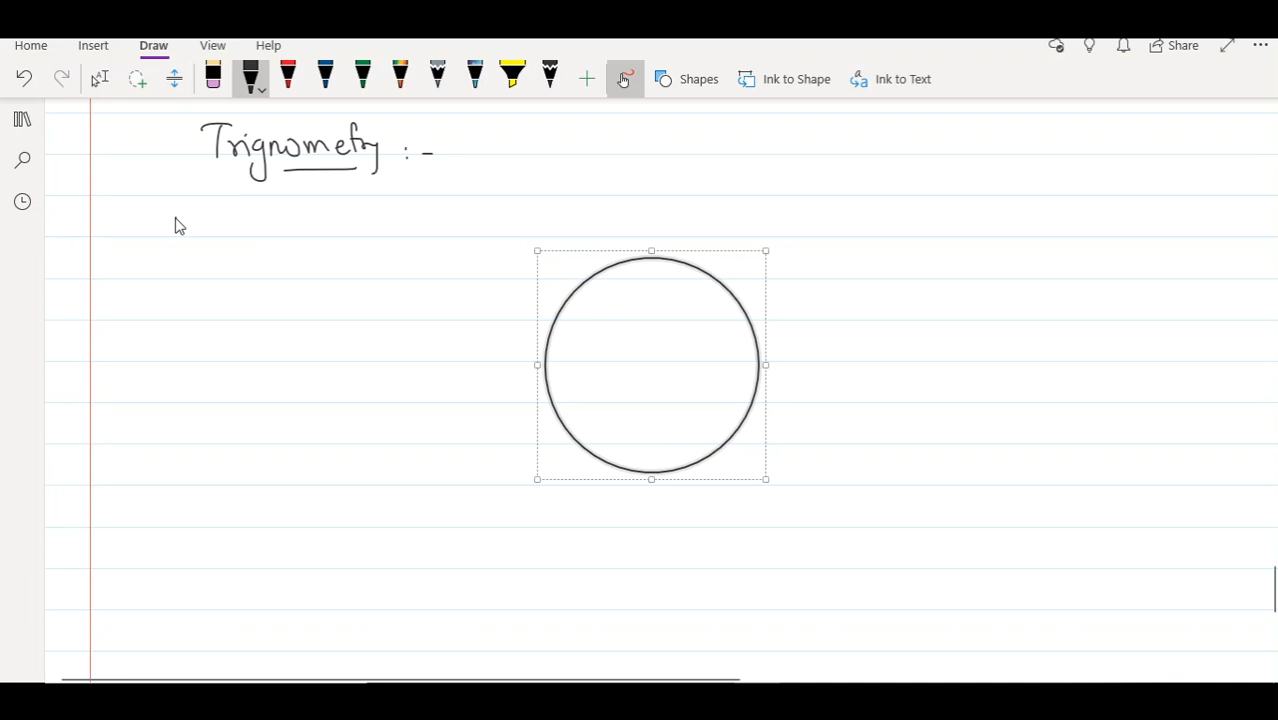 Home Insert Draw View Help
Share
Shapes Ink to Shape Ink to Text
Trignometry :-